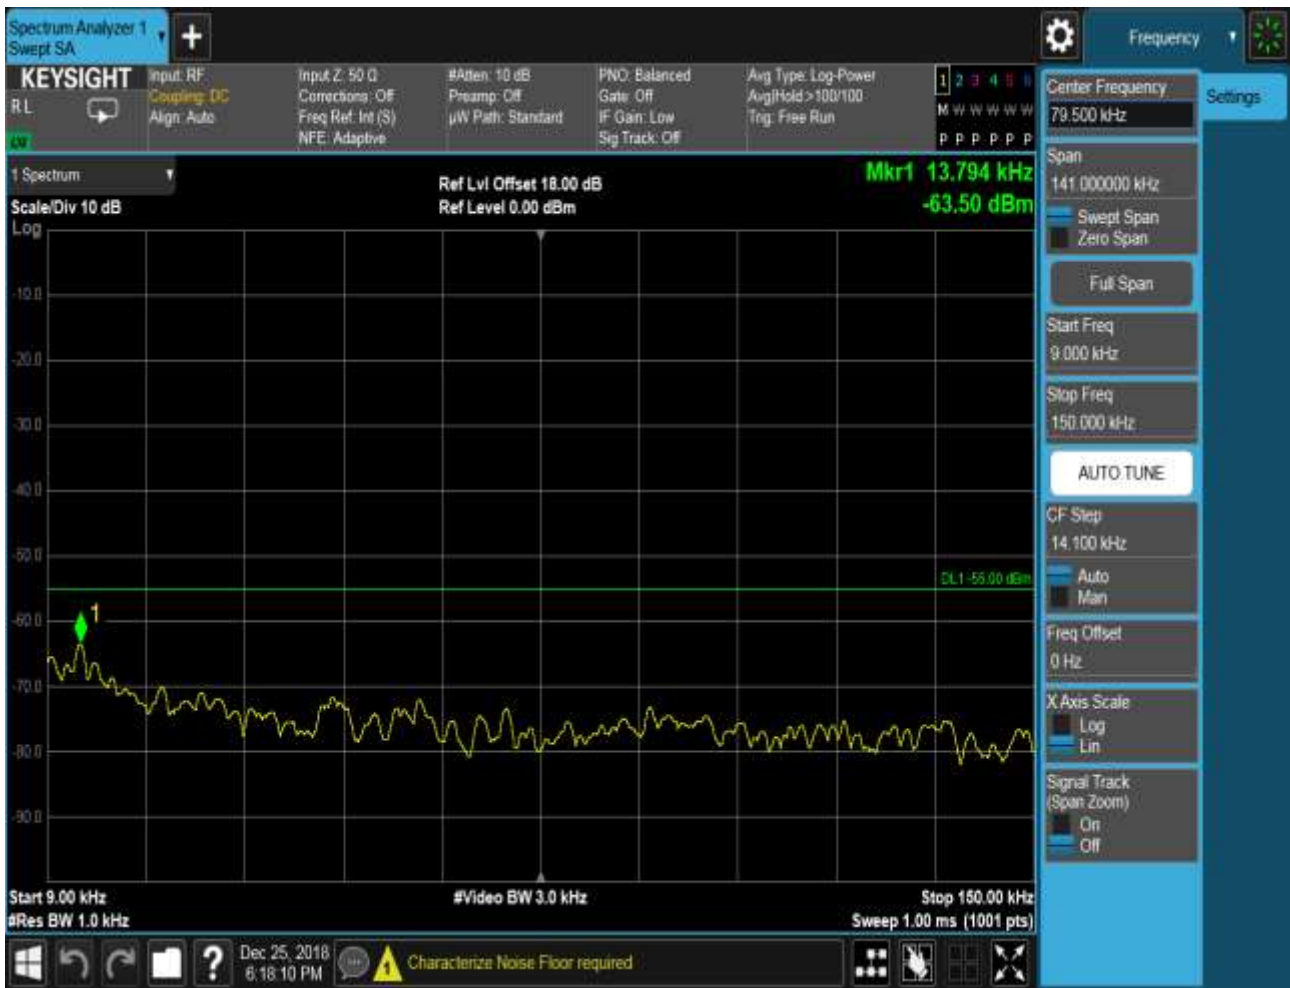 Spectrum Analyzer 1
Swept SA
Frequency
KEYSIGHT
R L
Input: RF
Coupling: DC
Align: Auto
Input Z: 50 Ω
Corrections: Off
Freq Ref: Int (S)
NFE: Adaptive
#Atten: 10 dB
Preamp: Off
µW Path: Standard
PNO: Balanced
Gate: Off
IF Gain: Low
Sig Track: Off
Avg Type: Log-Power
Avg|Hold >100/100
Trig: Free Run
1 2 3 4 5 6
M W W W W W
P P P P P P
Center Frequency
79.500 kHz
Settings
1 Spectrum
Scale/Div 10 dB
Log
Ref Lvl Offset 18.00 dB
Ref Level 0.00 dBm
Mkr1 13.794 kHz
-63.50 dBm
Span
141.000000 kHz
Swept Span
Zero Span
Full Span
Start Freq
9.000 kHz
Stop Freq
150.000 kHz
AUTO TUNE
CF Step
14.100 kHz
Auto
Man
Freq Offset
0 Hz
X Axis Scale
Log
Lin
Signal Track
(Span Zoom)
On
Off
-10.0
-20.0
-30.0
-40.0
-50.0
DL1 -55.00 dBm
-60.0
1
-70.0
-80.0
-90.0
Start 9.00 kHz
#Video BW 3.0 kHz
Stop 150.00 kHz
#Res BW 1.0 kHz
Sweep 1.00 ms (1001 pts)
?
Dec 25, 2018
6:18:10 PM
1
Characterize Noise Floor required